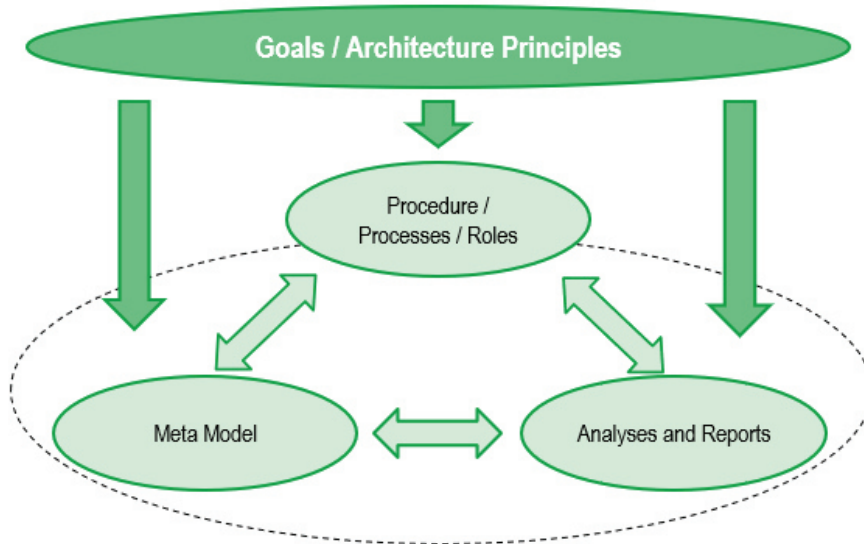 Goals / Architecture Principles
Procedure /
Processes / Roles
Meta Model
Analyses and Reports